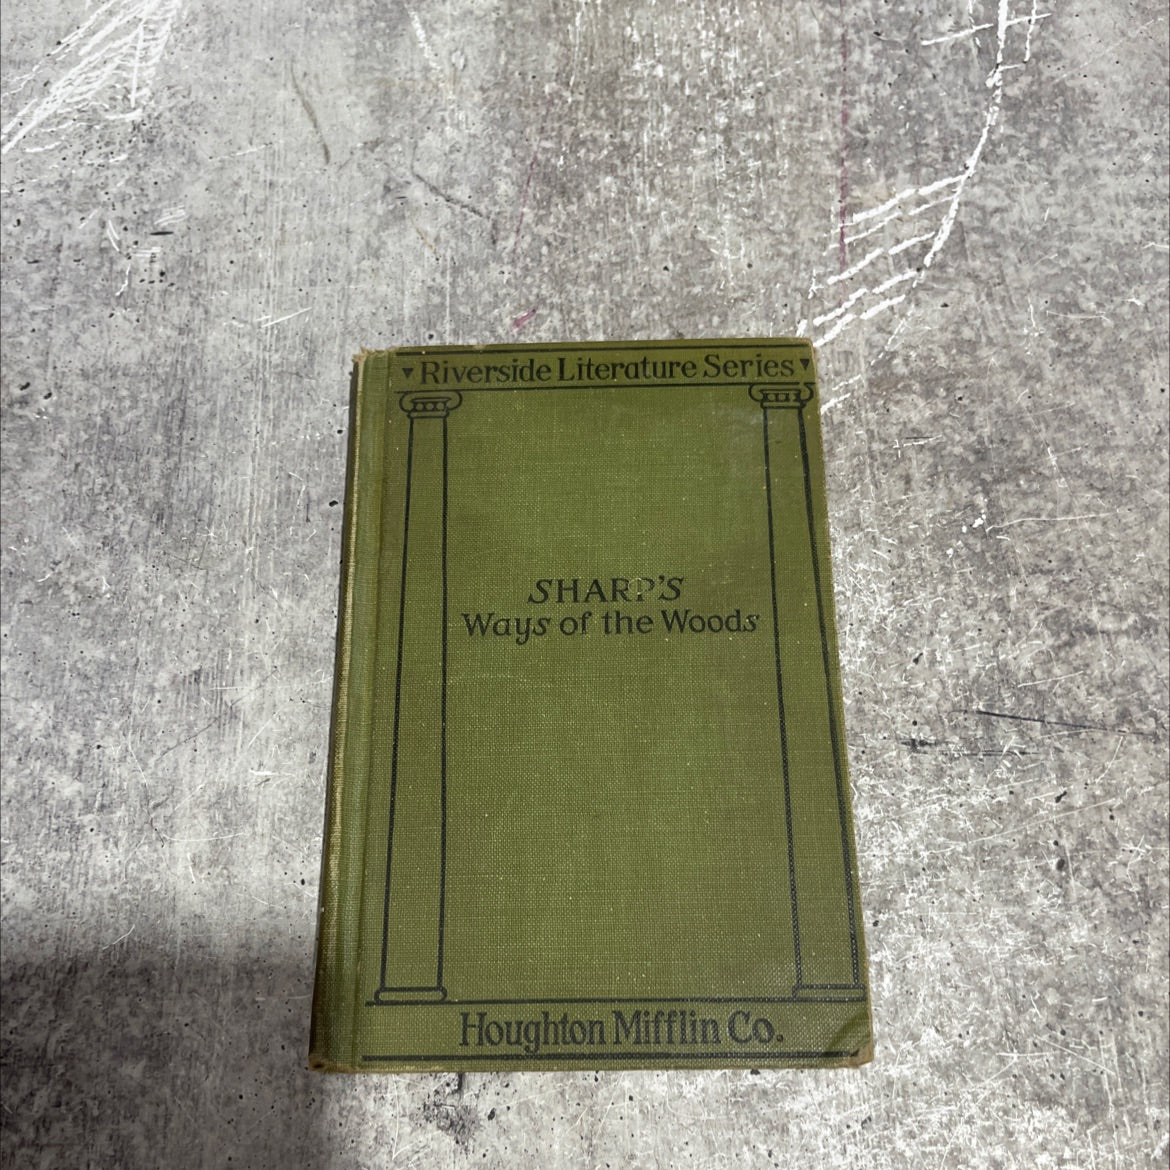 Riverside Literature Series
SHARP'S
Ways of the Woods
Houghton Mifflin Co.